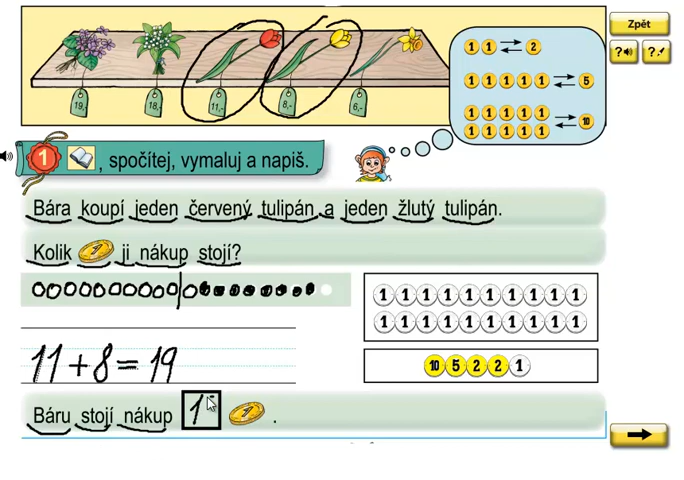 Zpět
19,-
18,-
11,-
8,-
6,-
1 1 2
1 1 1 1 1 5
1 1 1 1 1 10
1 1 1 1 1
1 , spočítej, vymaluj a napiš.
Bára koupí jeden červený tulipán a jeden žlutý tulipán.
Kolik 1 ji nákup stojí?
1 1 1 1 1 1 1 1 1 1
1 1 1 1 1 1 1 1 1 1
11+8=19
10 5 2 2 1
Báru stojí nákup 1 1 .